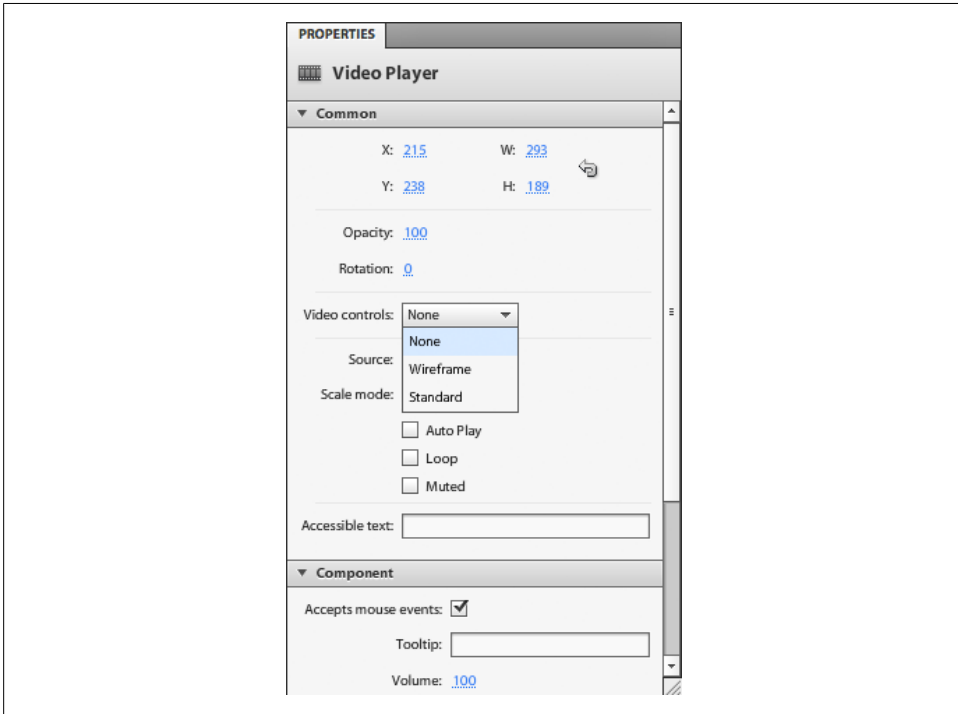 PROPERTIES
Video Player
Common
X: 215 W: 293
Y: 238 H: 189
Opacity: 100
Rotation: 0
Video controls: None
None
Source:
Wireframe
Scale mode: Standard
Auto Play
Loop
Muted
Accessible text:
Component
Accepts mouse events:
Tooltip:
Volume: 100